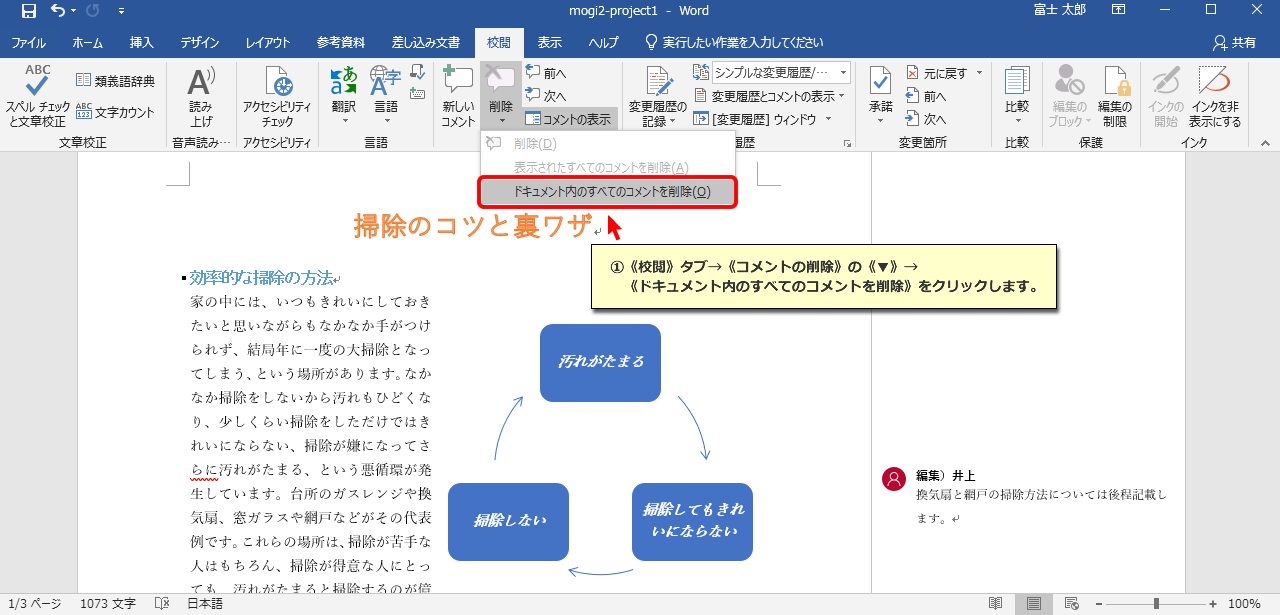 mogi2-project1 - Word
富士 太郎
ファイル ホーム 挿入 デザイン レイアウト 参考資料 差し込み文書 校閲 表示 ヘルプ 実行したい作業を入力してください 共有
ABC
スペル チェックと文章校正
類義語辞典
ABC
123
文字カウント
文章校正
A
読み上げ
音声読み…
アクセシビリティ チェック
アクセシビリティ
あ
a
翻訳
A字
言語
言語
新しい
コメント
削除
前へ
次へ
コメントの表示
変更履歴の
記録
シンプルな変更履歴/…
変更履歴とコメントの表示
[変更履歴] ウィンドウ
履歴
承諾
元に戻す
前へ
次へ
変更箇所
比較
比較
編集の
ブロック
編集の
制限
保護
インクの
開始
インクを非
表示にする
インク
削除(D)
表示されたすべてのコメントを削除(A)
ドキュメント内のすべてのコメントを削除(O)
掃除のコツと裏ワザ
①《校閲》タブ→《コメントの削除》の《▼》→
《ドキュメント内のすべてのコメントを削除》をクリックします。
効率的な掃除の方法
家の中には、いつもきれいにしておき
たいと思いながらもなかなか手がつけ
られず、結局年に一度の大掃除となっ
てしまう、という場所があります。なか
なか掃除をしないから汚れもひどくな
り、少しくらい掃除をしただけではき
れいにならない、掃除が嫌になってさ
らに汚れがたまる、という悪循環が発
生しています。台所のガスレンジや換
気扇、窓ガラスや網戸などがその代表
例です。これらの場所は、掃除が苦手な
人はもちろん、掃除が得意な人にとっ
ても、汚れがたまると掃除するのが億
汚れがたまる
掃除しない
掃除してもきれ
いにならない
編集）井上
換気扇と網戸の掃除方法については後程記載し
ます。
1/3 ページ 1073 文字 日本語 100%